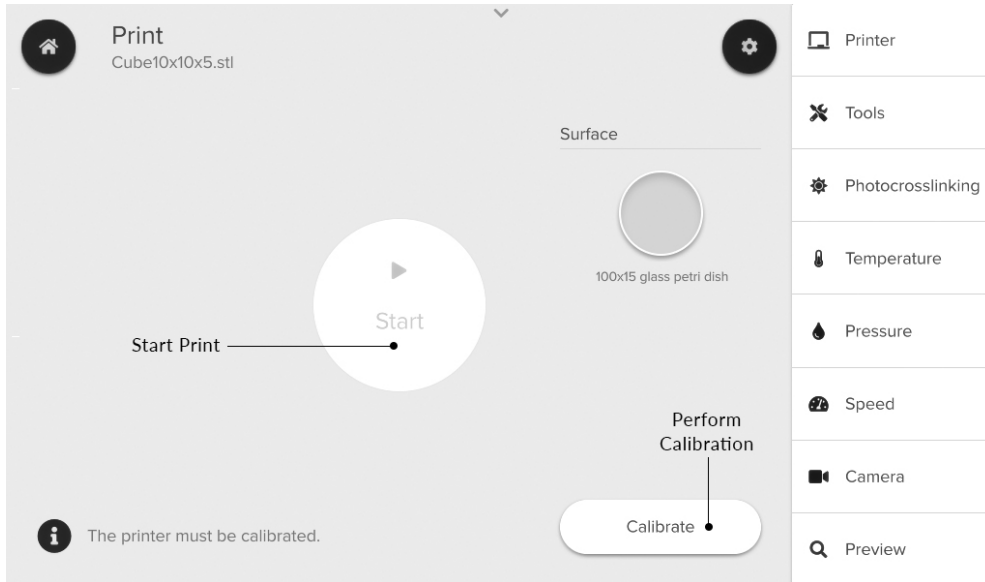 Print
Cube10x10x5.stl
Surface
100x15 glass petri dish
Start
Start Print
Perform
Calibration
The printer must be calibrated.
Calibrate
Printer
Tools
Photocrosslinking
Temperature
Pressure
Speed
Camera
Preview